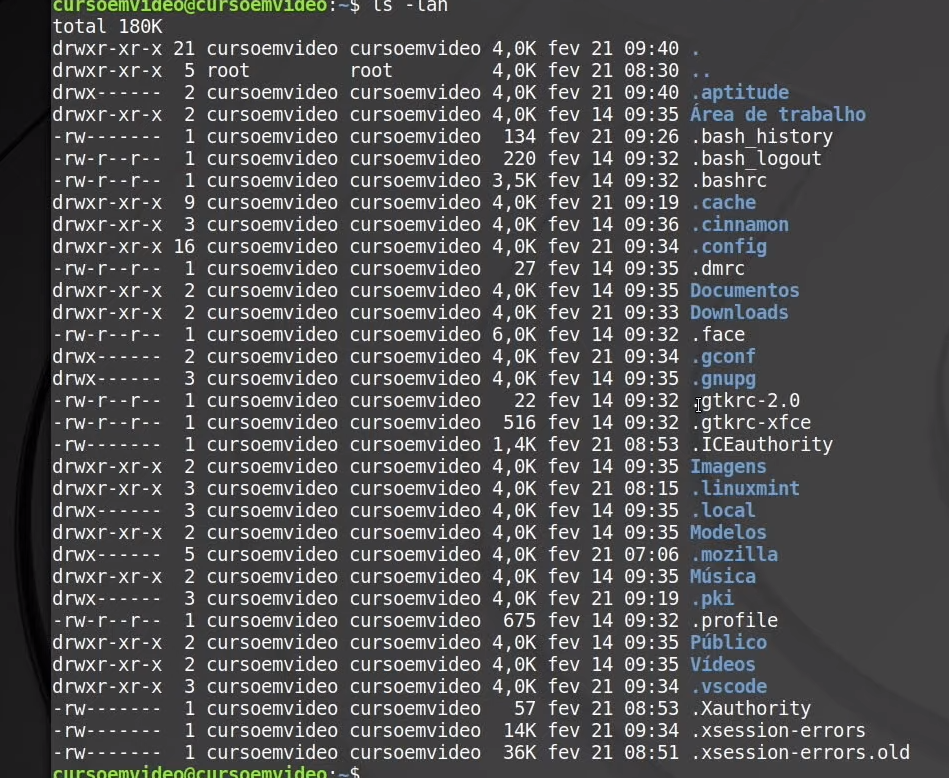 cursoemvideo@cursoemvideo:~$ ls -lah
total 180K
drwxr-xr-x 21 cursoemvideo cursoemvideo 4,0K fev 21 09:40 .
drwxr-xr-x  5 root         root         4,0K fev 21 08:30 ..
drwx------  2 cursoemvideo cursoemvideo 4,0K fev 21 09:40 .aptitude
drwxr-xr-x  2 cursoemvideo cursoemvideo 4,0K fev 14 09:35 Área de trabalho
-rw-------  1 cursoemvideo cursoemvideo  134 fev 21 09:26 .bash_history
-rw-r--r--  1 cursoemvideo cursoemvideo  220 fev 14 09:32 .bash_logout
-rw-r--r--  1 cursoemvideo cursoemvideo 3,5K fev 14 09:32 .bashrc
drwxr-xr-x  9 cursoemvideo cursoemvideo 4,0K fev 21 09:19 .cache
drwxr-xr-x  3 cursoemvideo cursoemvideo 4,0K fev 14 09:36 .cinnamon
drwxr-xr-x 16 cursoemvideo cursoemvideo 4,0K fev 21 09:34 .config
-rw-r--r--  1 cursoemvideo cursoemvideo   27 fev 14 09:35 .dmrc
drwxr-xr-x  2 cursoemvideo cursoemvideo 4,0K fev 14 09:35 Documentos
drwxr-xr-x  2 cursoemvideo cursoemvideo 4,0K fev 21 09:33 Downloads
-rw-r--r--  1 cursoemvideo cursoemvideo 6,0K fev 14 09:32 .face
drwx------  2 cursoemvideo cursoemvideo 4,0K fev 21 09:34 .gconf
drwx------  3 cursoemvideo cursoemvideo 4,0K fev 14 09:35 .gnupg
-rw-r--r--  1 cursoemvideo cursoemvideo   22 fev 14 09:32 .gtkrc-2.0
-rw-r--r--  1 cursoemvideo cursoemvideo  516 fev 14 09:32 .gtkrc-xfce
-rw-------  1 cursoemvideo cursoemvideo 1,4K fev 21 08:53 .ICEauthority
drwxr-xr-x  2 cursoemvideo cursoemvideo 4,0K fev 14 09:35 Imagens
drwxr-xr-x  3 cursoemvideo cursoemvideo 4,0K fev 21 08:15 .linuxmint
drwx------  3 cursoemvideo cursoemvideo 4,0K fev 14 09:35 .local
drwxr-xr-x  2 cursoemvideo cursoemvideo 4,0K fev 14 09:35 Modelos
drwx------  5 cursoemvideo cursoemvideo 4,0K fev 21 07:06 .mozilla
drwxr-xr-x  2 cursoemvideo cursoemvideo 4,0K fev 14 09:35 Música
drwx------  3 cursoemvideo cursoemvideo 4,0K fev 21 09:19 .pki
-rw-r--r--  1 cursoemvideo cursoemvideo  675 fev 14 09:32 .profile
drwxr-xr-x  2 cursoemvideo cursoemvideo 4,0K fev 14 09:35 Público
drwxr-xr-x  2 cursoemvideo cursoemvideo 4,0K fev 14 09:35 Vídeos
drwxr-xr-x  3 cursoemvideo cursoemvideo 4,0K fev 21 09:34 .vscode
-rw-------  1 cursoemvideo cursoemvideo   57 fev 21 08:53 .Xauthority
-rw-------  1 cursoemvideo cursoemvideo  14K fev 21 09:34 .xsession-errors
-rw-------  1 cursoemvideo cursoemvideo  36K fev 21 08:51 .xsession-errors.old
cursoemvideo@cursoemvideo:~$